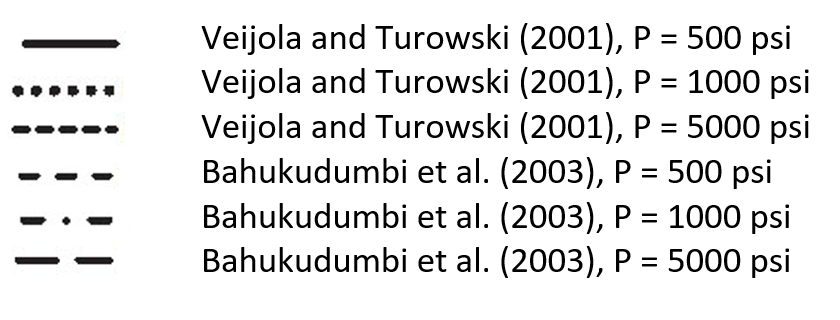 Veijola and Turowski (2001), P = 500 psi
Veijola and Turowski (2001), P = 1000 psi
Veijola and Turowski (2001), P = 5000 psi
Bahukudumbi et al. (2003), P = 500 psi
Bahukudumbi et al. (2003), P = 1000 psi
Bahukudumbi et al. (2003), P = 5000 psi